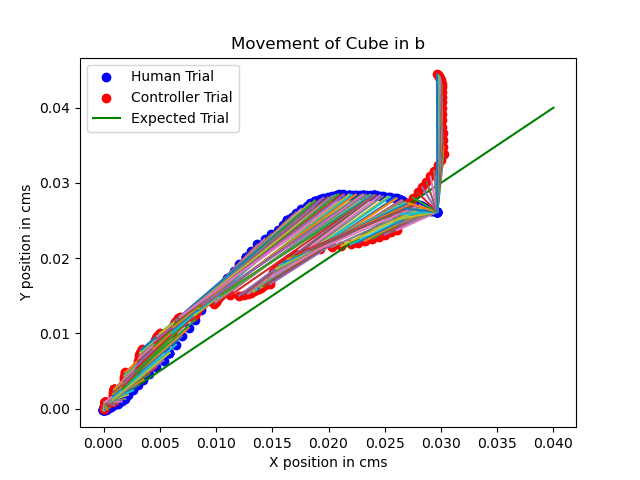 Movement of Cube in b
Human Trial
Controller Trial
Expected Trial
Y position in cms
0.04
0.03
0.02
0.01
0.00
0.000 0.005 0.010 0.015 0.020 0.025 0.030 0.035 0.040
X position in cms